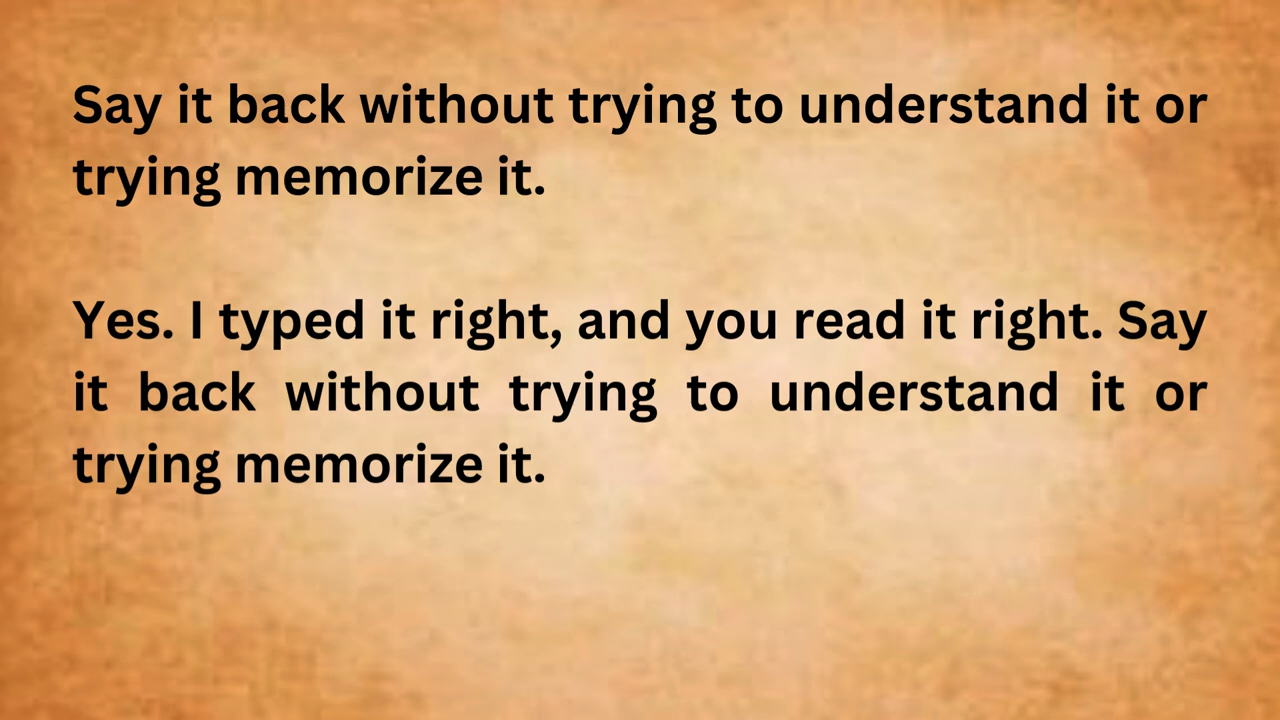 Say it back without trying to understand it or
trying memorize it.
Yes. I typed it right, and you read it right. Say
it back without trying to understand it or
trying memorize it.